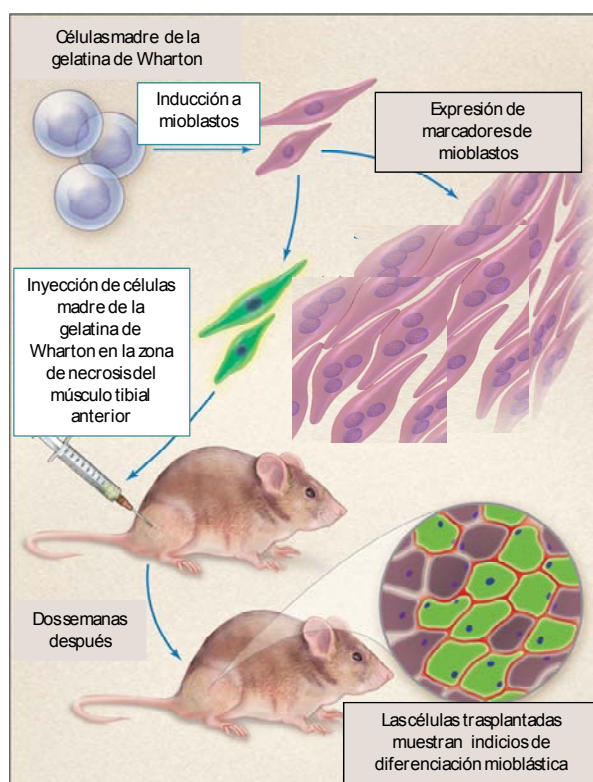 Células madre de la
gelatina de Wharton
Inducción a
mioblastos
Expresión de
marcadores de
mioblastos
Inyección de células
madre de la
gelatina de
Wharton en la zona
de necrosis del
músculo tibial
anterior
Dos semanas
después
Las células trasplantadas
muestran indicios de
diferenciación mioblástica